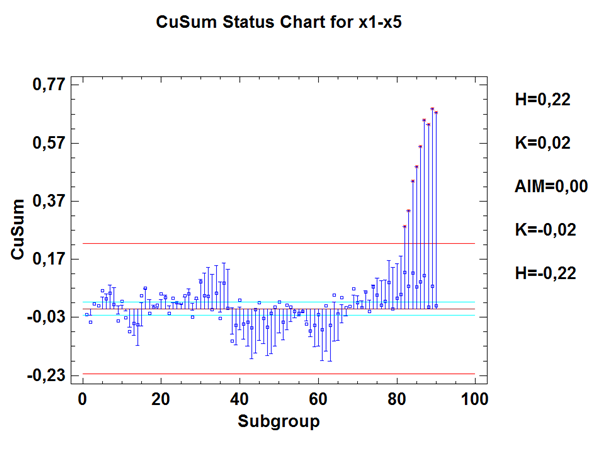 CuSum Status Chart for x1-x5
0,77
0,57
0,37
0,17
-0,03
-0,23
CuSum
0 20 40 60 80 100
Subgroup
H=0,22
K=0,02
AIM=0,00
K=-0,02
H=-0,22